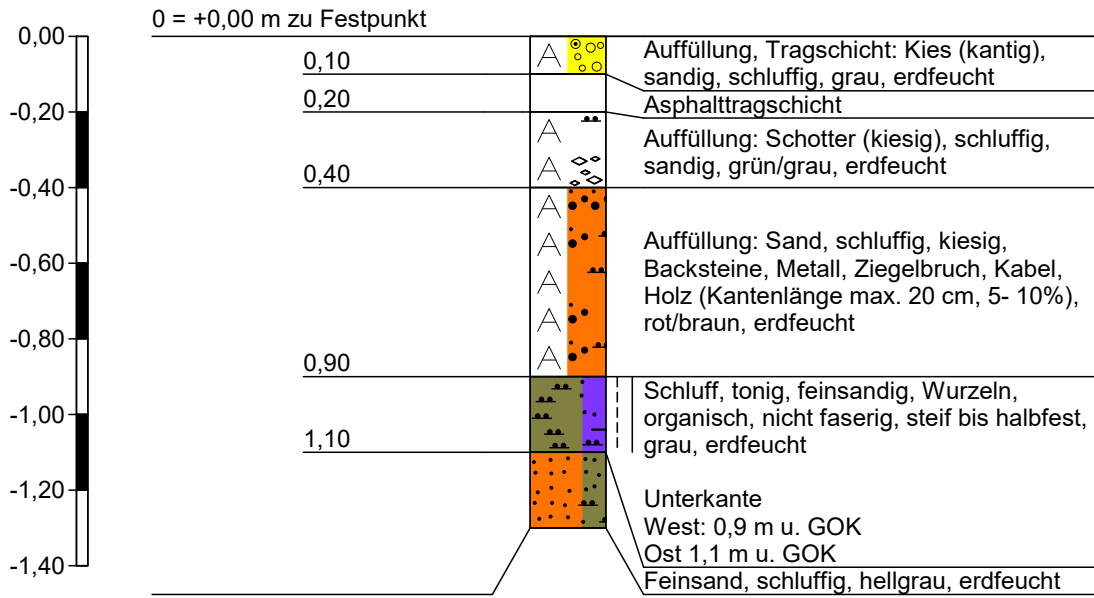 0 = +0,00 m zu Festpunkt
0,00
-0,20
-0,40
-0,60
-0,80
-1,00
-1,20
-1,40
0,10
0,20
0,40
0,90
1,10
A
A
A
A
A
A
A
A
Auffüllung, Tragschicht: Kies (kantig),
sandig, schluffig, grau, erdfeucht
Asphalttragschicht
Auffüllung: Schotter (kiesig), schluffig,
sandig, grün/grau, erdfeucht
Auffüllung: Sand, schluffig, kiesig,
Backsteine, Metall, Ziegelbruch, Kabel,
Holz (Kantenlänge max. 20 cm, 5- 10%),
rot/braun, erdfeucht
Schluff, tonig, feinsandig, Wurzeln,
organisch, nicht faserig, steif bis halbfest,
grau, erdfeucht
Unterkante
West: 0,9 m u. GOK
Ost 1,1 m u. GOK
Feinsand, schluffig, hellgrau, erdfeucht